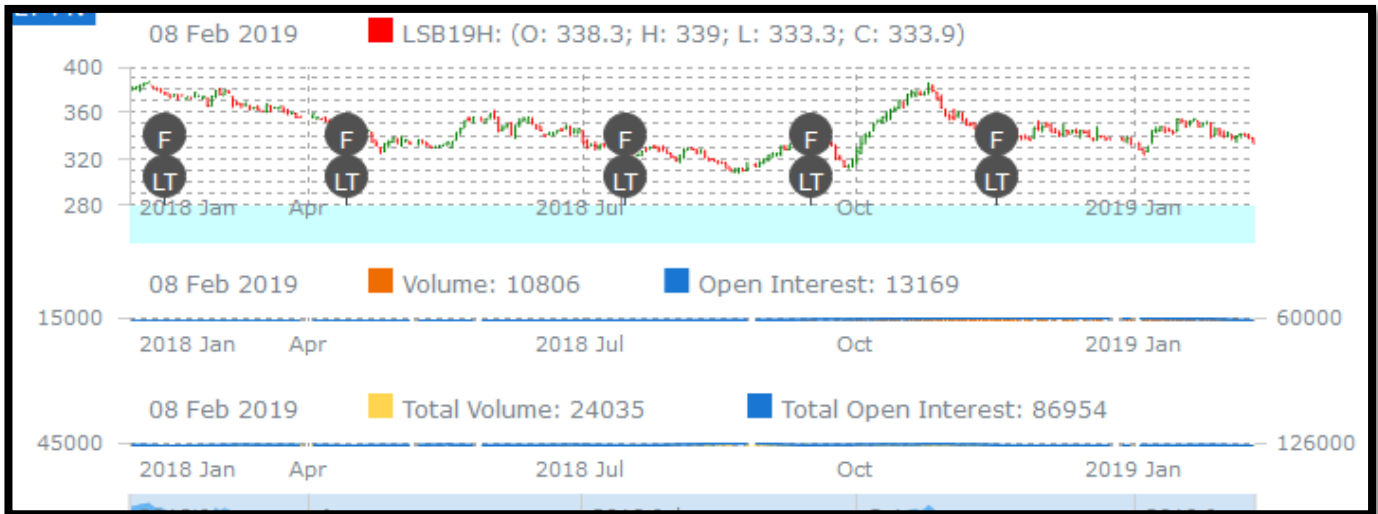 08 Feb 2019 LSB19H: (O: 338.3; H: 339; L: 333.3; C: 333.9)
400
360
320
280
F F F F F
LT LT LT LT LT
2018 Jan Apr 2018 Jul Oct 2019 Jan
08 Feb 2019 Volume: 10806 Open Interest: 13169
15000 60000
2018 Jan Apr 2018 Jul Oct 2019 Jan
08 Feb 2019 Total Volume: 24035 Total Open Interest: 86954
45000 126000
2018 Jan Apr 2018 Jul Oct 2019 Jan